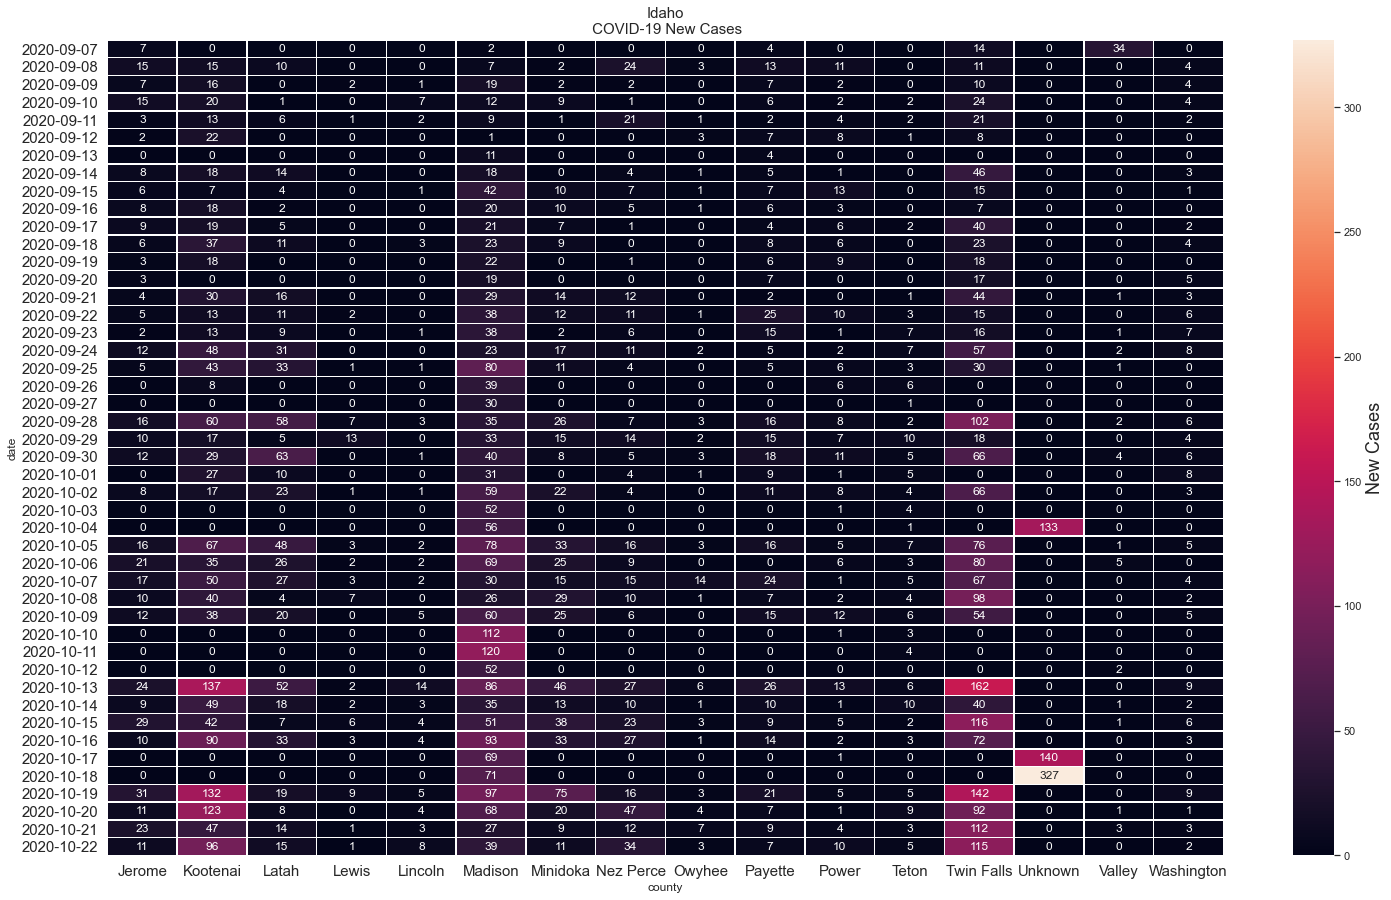 Idaho
COVID-19 New Cases
2020-09-07 7 0 0 0 0 2 0 0 0 4 0 0 14 0 34 0
2020-09-08 15 15 10 0 0 7 2 24 3 13 11 0 11 0 0 4
2020-09-09 7 16 0 2 1 19 2 2 0 7 2 0 10 0 0 4
2020-09-10 15 20 1 0 7 12 9 1 0 6 2 2 24 0 0 4
2020-09-11 3 13 6 1 2 9 1 21 1 2 4 2 21 0 0 2
2020-09-12 2 22 0 0 0 1 0 0 3 7 8 1 8 0 0 0
2020-09-13 0 0 0 0 0 11 0 0 0 4 0 0 0 0 0 0
2020-09-14 8 18 14 0 0 18 0 4 1 5 1 0 46 0 0 3
2020-09-15 6 7 4 0 1 42 10 7 1 7 13 0 15 0 0 1
2020-09-16 8 18 2 0 0 20 10 5 1 6 3 0 7 0 0 0
2020-09-17 9 19 5 0 0 21 7 1 0 4 6 2 40 0 0 2
2020-09-18 6 37 11 0 3 23 9 0 0 8 6 0 23 0 0 4
2020-09-19 3 18 0 0 0 22 0 1 0 6 9 0 18 0 0 0
2020-09-20 3 0 0 0 0 19 0 0 0 7 0 0 17 0 0 5
2020-09-21 4 30 16 0 0 29 14 12 0 2 0 1 44 0 1 3
2020-09-22 5 13 11 2 0 38 12 11 1 25 10 3 15 0 0 6
2020-09-23 2 13 9 0 1 38 2 6 0 15 1 7 16 0 1 7
2020-09-24 12 48 31 0 0 23 17 11 2 5 2 7 57 0 2 8
2020-09-25 5 43 33 1 1 80 11 4 0 5 6 3 30 0 1 0
2020-09-26 0 8 0 0 0 39 0 0 0 0 6 6 0 0 0 0
2020-09-27 0 0 0 0 0 30 0 0 0 0 0 1 0 0 0 0
2020-09-28 16 60 58 7 3 35 26 7 3 16 8 2 102 0 2 6
2020-09-29 10 17 5 13 0 33 15 14 2 15 7 10 18 0 0 4
2020-09-30 12 29 63 0 1 40 8 5 3 18 11 5 66 0 4 6
2020-10-01 0 27 10 0 0 31 0 4 1 9 1 5 0 0 0 8
2020-10-02 8 17 23 1 1 59 22 4 0 11 8 4 66 0 0 3
2020-10-03 0 0 0 0 0 52 0 0 0 0 1 4 0 0 0 0
2020-10-04 0 0 0 0 0 56 0 0 0 0 0 1 0 133 0 0
2020-10-05 16 67 48 3 2 78 33 16 3 16 5 7 76 0 1 5
2020-10-06 21 35 26 2 2 69 25 9 0 0 6 3 80 0 5 0
2020-10-07 17 50 27 3 2 30 15 15 14 24 1 5 67 0 0 4
2020-10-08 10 40 4 7 0 26 29 10 1 7 2 4 98 0 0 2
2020-10-09 12 38 20 0 5 60 25 6 0 15 12 6 54 0 0 5
2020-10-10 0 0 0 0 0 112 0 0 0 0 1 3 0 0 0 0
2020-10-11 0 0 0 0 0 120 0 0 0 0 0 4 0 0 0 0
2020-10-12 0 0 0 0 0 52 0 0 0 0 0 0 0 0 2 0
2020-10-13 24 137 52 2 14 86 46 27 6 26 13 6 162 0 0 9
2020-10-14 9 49 18 2 3 35 13 10 1 10 1 10 40 0 1 2
2020-10-15 29 42 7 6 4 51 38 23 3 9 5 2 116 0 1 6
2020-10-16 10 90 33 3 4 93 33 27 1 14 2 3 72 0 0 3
2020-10-17 0 0 0 0 0 69 0 0 0 0 1 0 0 140 0 0
2020-10-18 0 0 0 0 0 71 0 0 0 0 0 0 0 327 0 0
2020-10-19 31 132 19 9 5 97 75 16 3 21 5 5 142 0 0 9
2020-10-20 11 123 8 0 4 68 20 47 4 7 1 9 92 0 1 1
2020-10-21 23 47 14 1 3 27 9 12 7 9 4 3 112 0 3 3
2020-10-22 11 96 15 1 8 39 11 34 3 7 10 5 115 0 0 2
Jerome Kootenai Latah Lewis Lincoln Madison Minidoka Nez Perce Owyhee Payette Power Teton Twin Falls Unknown Valley Washington
county
date
300
250
200
150
100
50
0
New Cases